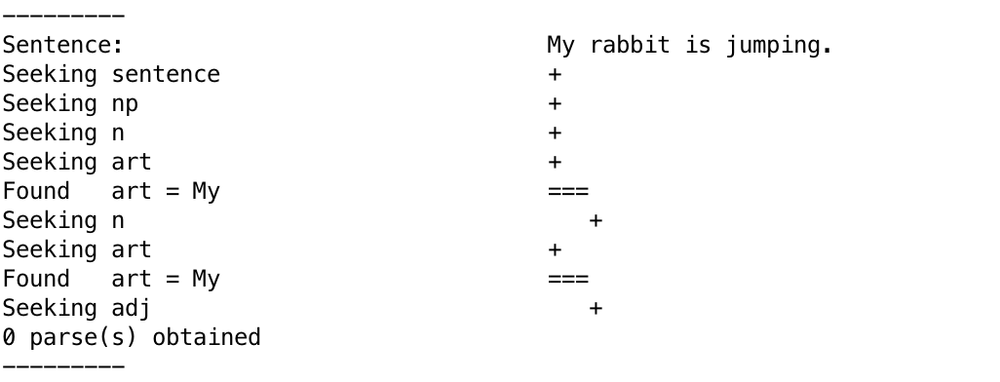 ---------
Sentence: My rabbit is jumping.
Seeking sentence +
Seeking np +
Seeking n +
Seeking art +
Found art = My ===
Seeking n +
Seeking art +
Found art = My ===
Seeking adj +
0 parse(s) obtained
---------